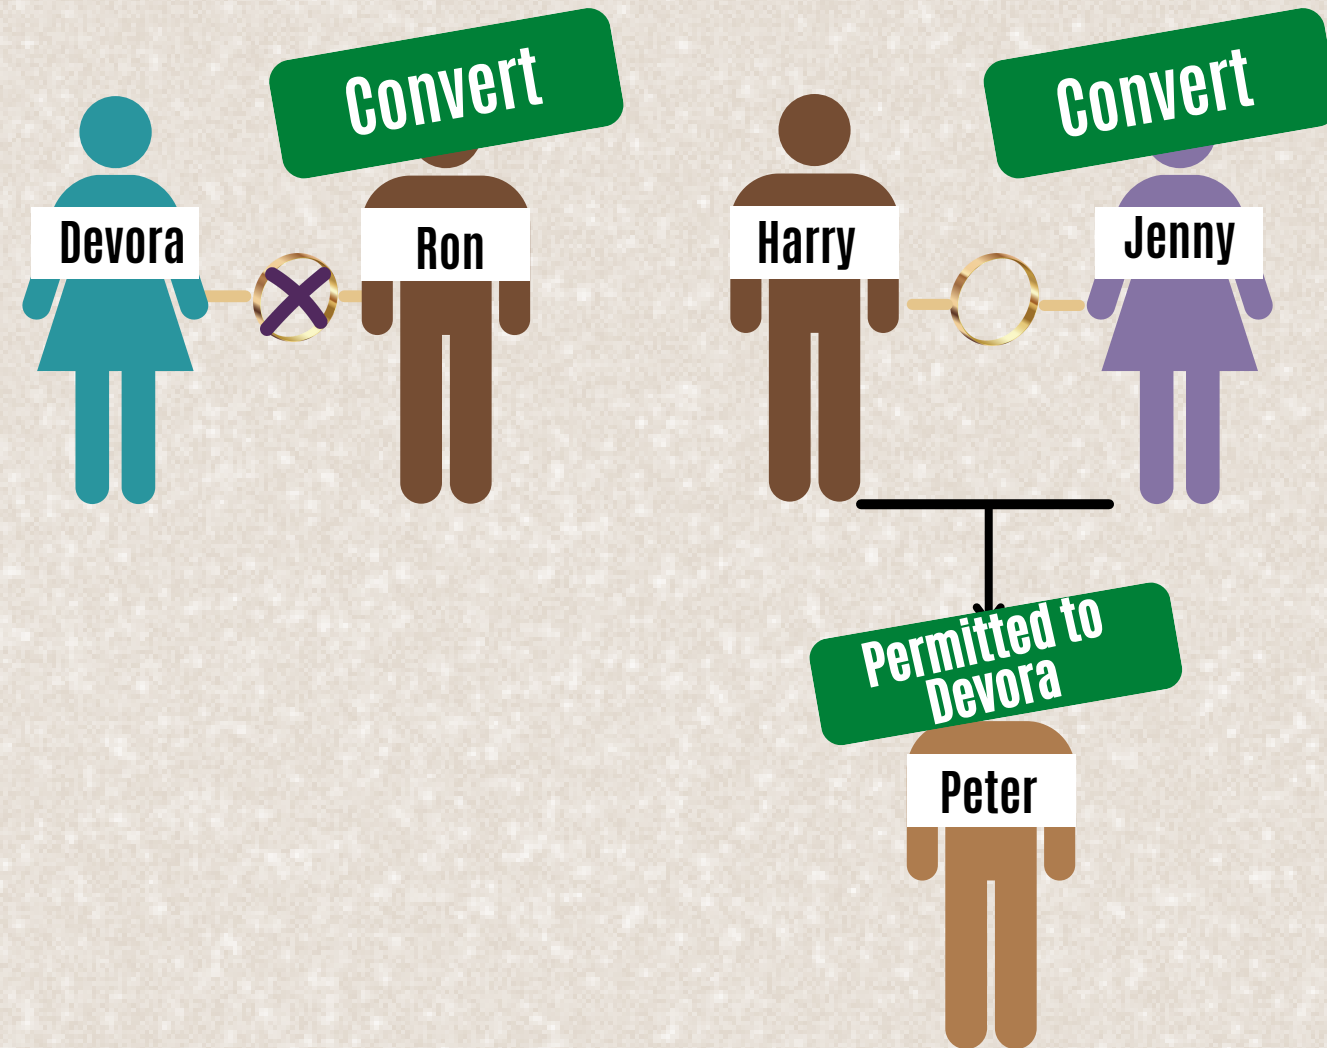 Convert
Convert
Devora
Ron
Harry
Jenny
Permitted to
Devora
Peter